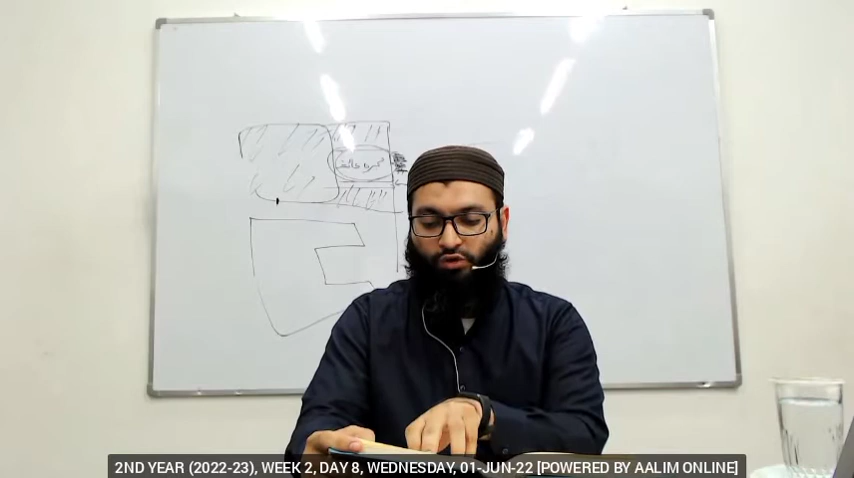 2ND YEAR (2022-23), WEEK 2, DAY 8, WEDNESDAY, 01-JUN-22 [POWERED BY AALIM ONLINE]